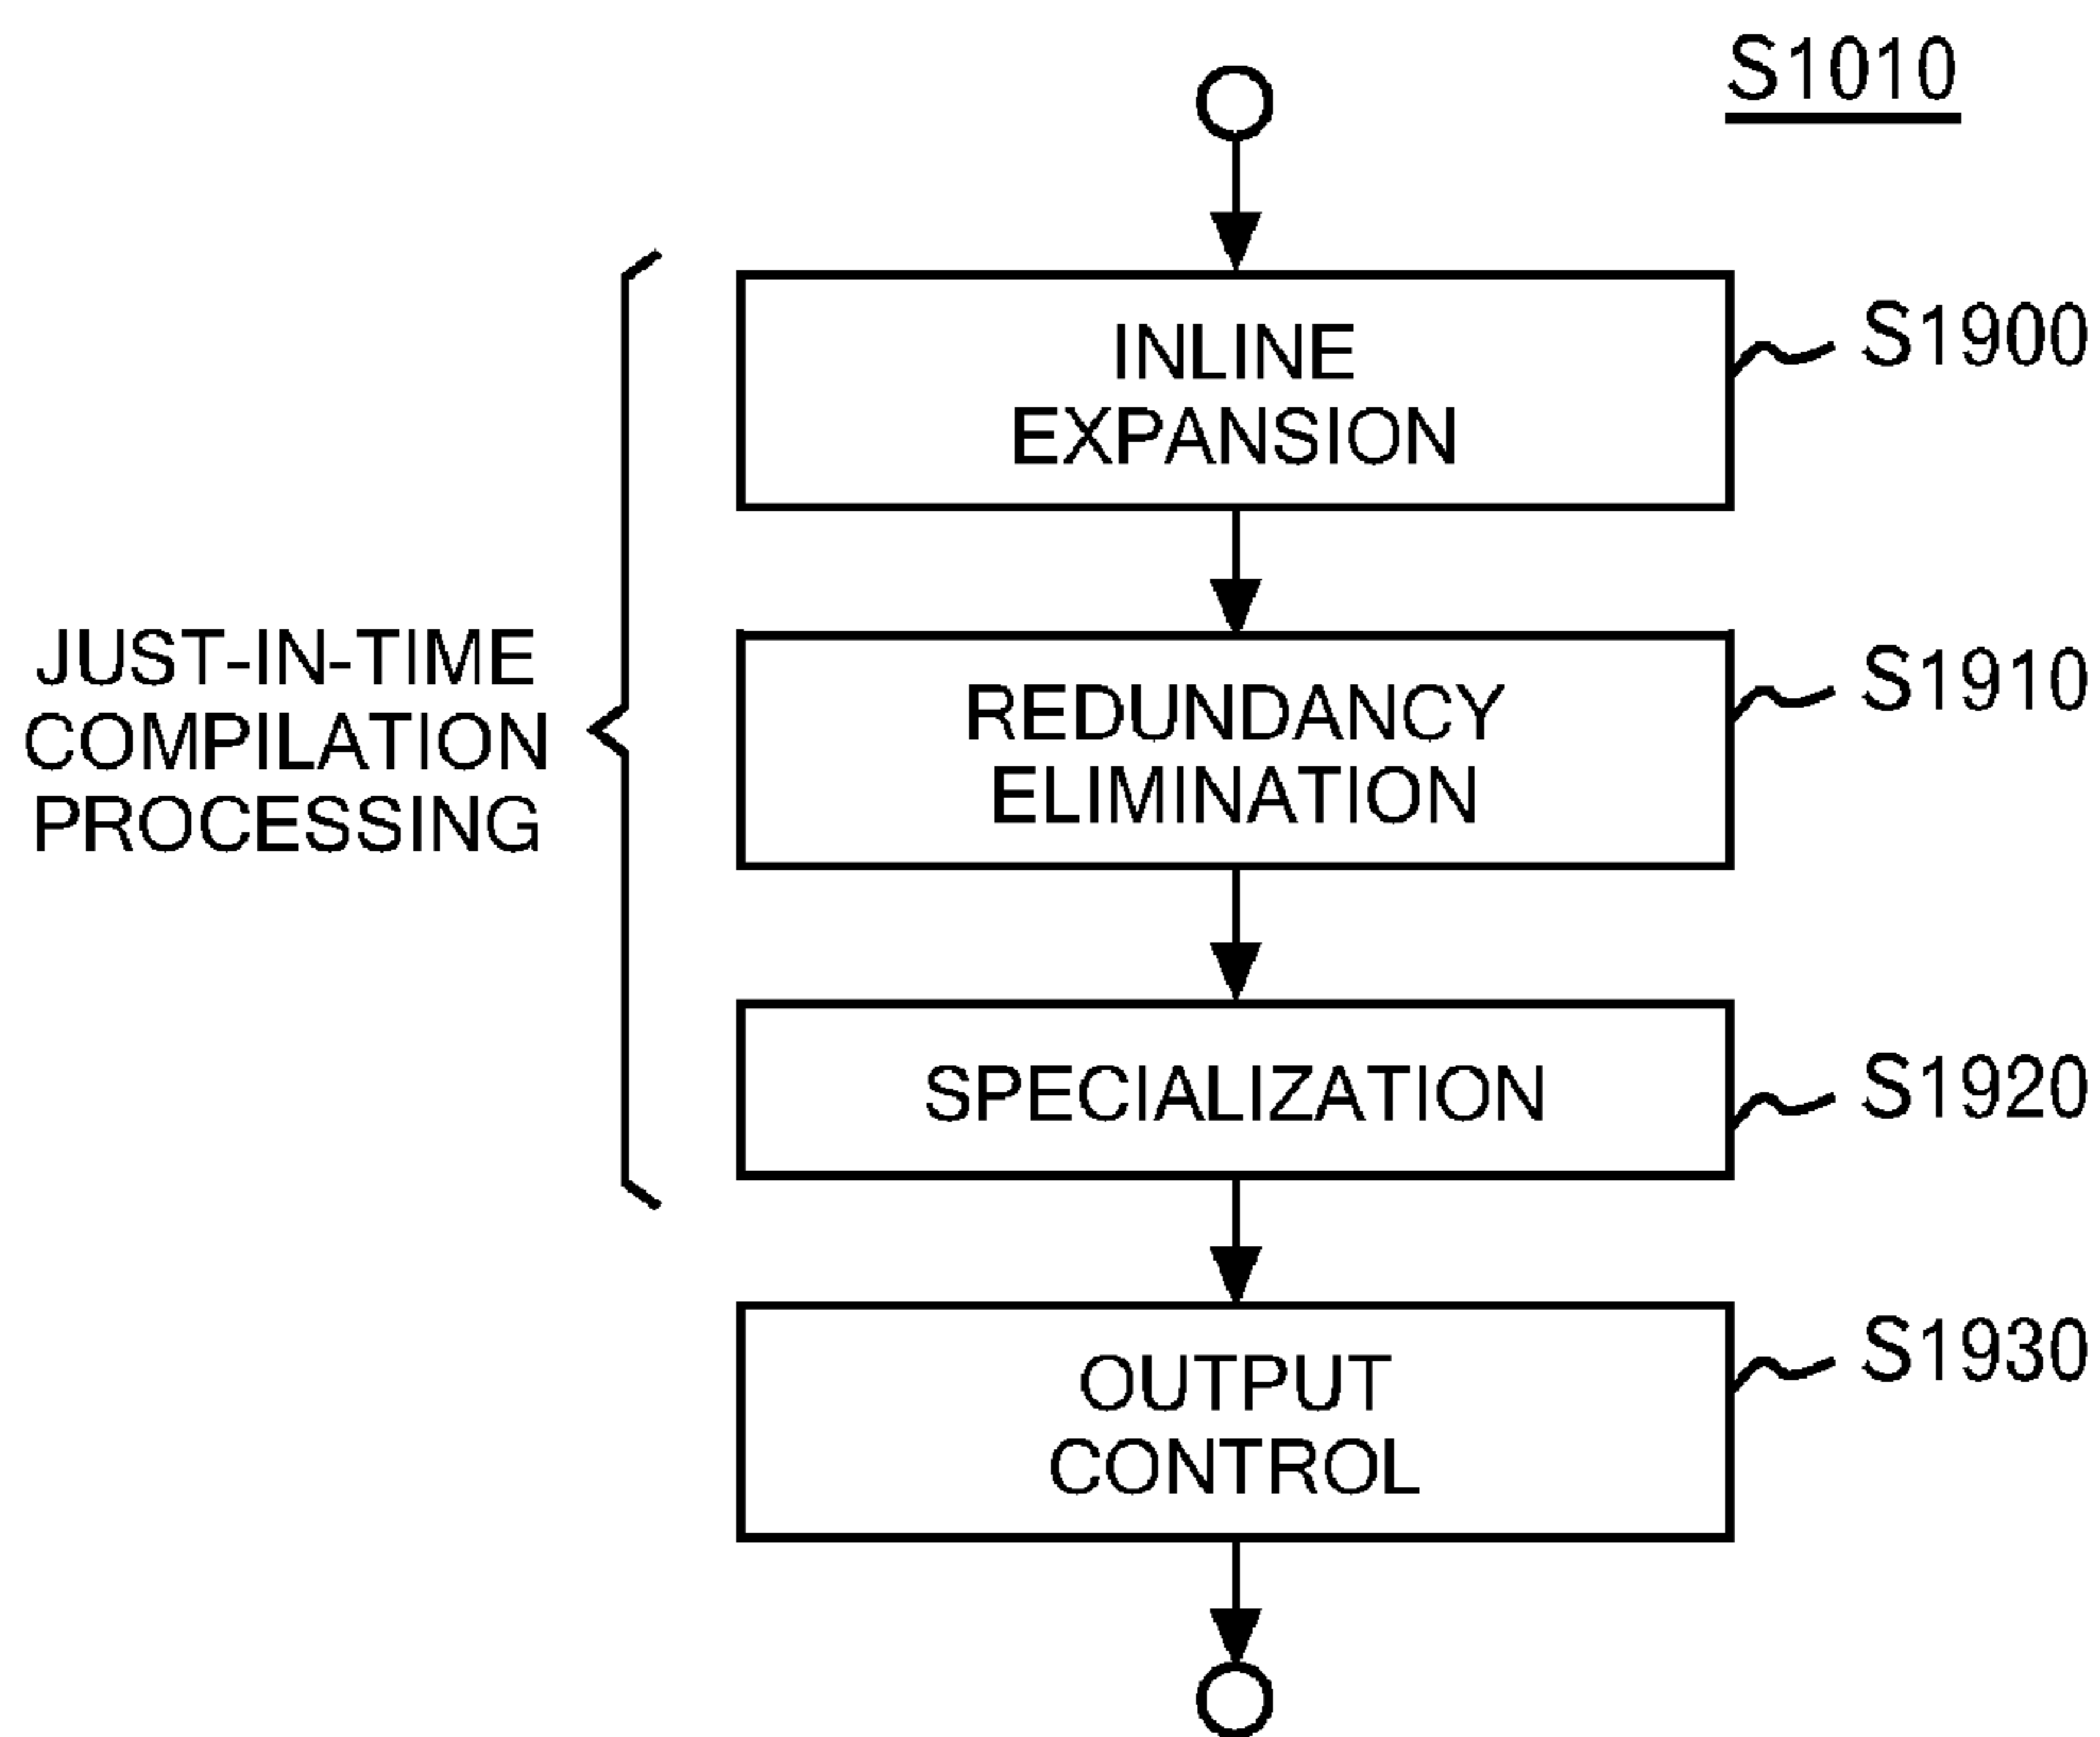 S1010
INLINE
EXPANSION
S1900
JUST-IN-TIME
COMPILATION
PROCESSING
REDUNDANCY
ELIMINATION
S1910
SPECIALIZATION
S1920
OUTPUT
CONTROL
S1930